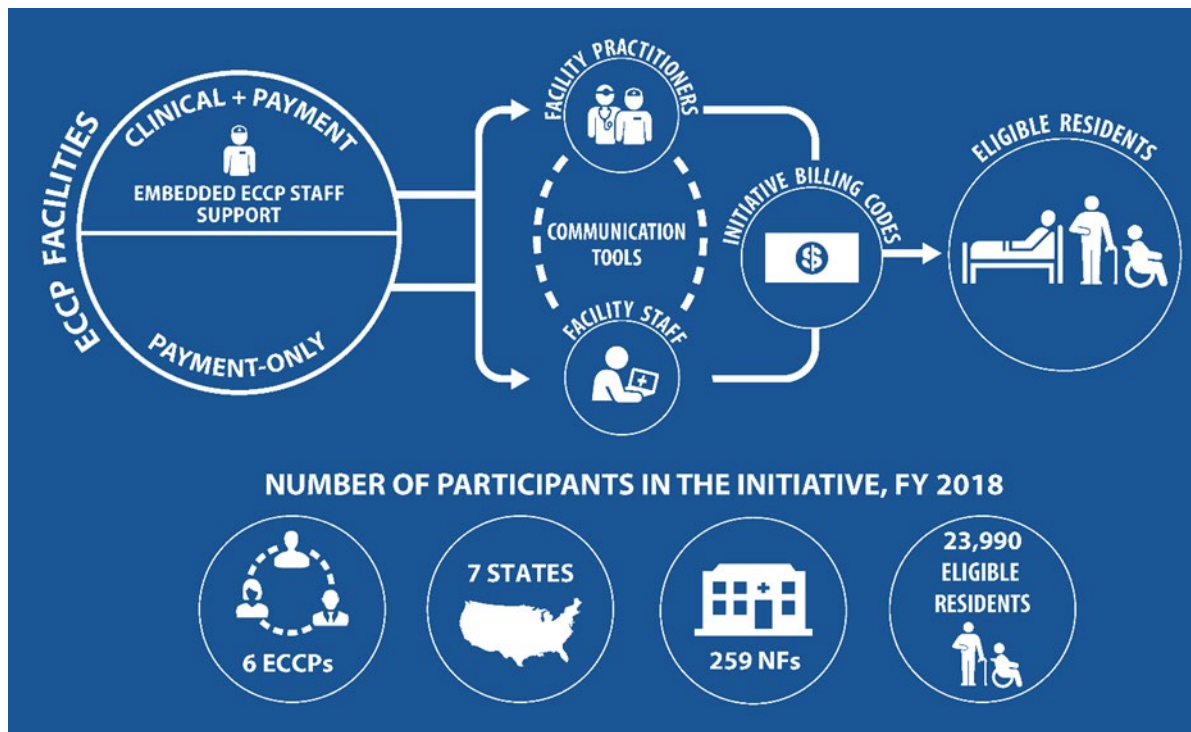 ECCP FACILITIES
CLINICAL + PAYMENT
EMBEDDED ECCP STAFF
SUPPORT
PAYMENT-ONLY
FACILITY PRACTITIONERS
COMMUNICATION
TOOLS
FACILITY STAFF
INITIATIVE BILLING CODES
$
ELIGIBLE RESIDENTS
NUMBER OF PARTICIPANTS IN THE INITIATIVE, FY 2018
6 ECCPs
7 STATES
259 NFs
23,990
ELIGIBLE
RESIDENTS